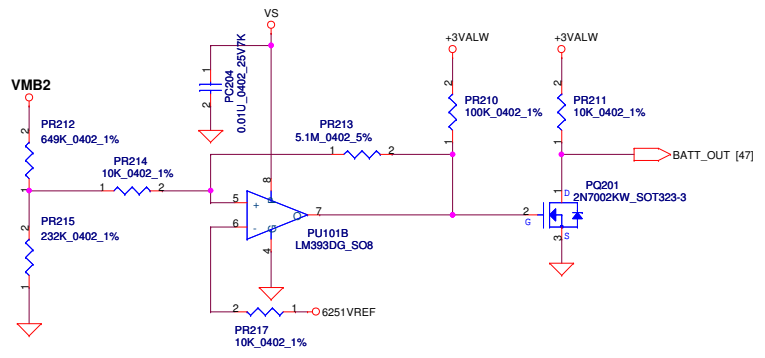 VS
+3VALW
+3VALW
1
PC204
0.01U_0402_25V7K
2
VMB2
2
PR212
649K_0402_1%
1
PR214
10K_0402_1%
1
2
PR213
5.1M_0402_5%
1
2
2
PR210
100K_0402_1%
1
2
PR211
10K_0402_1%
1
BATT_OUT [47]
2
PR215
232K_0402_1%
1
8
5
+
6
-
P
G
O
7
4
PU101B
LM393DG_SO8
1
D
PQ201
2N7002KW_SOT323-3
2
G
S
3
2
1
6251VREF
PR217
10K_0402_1%